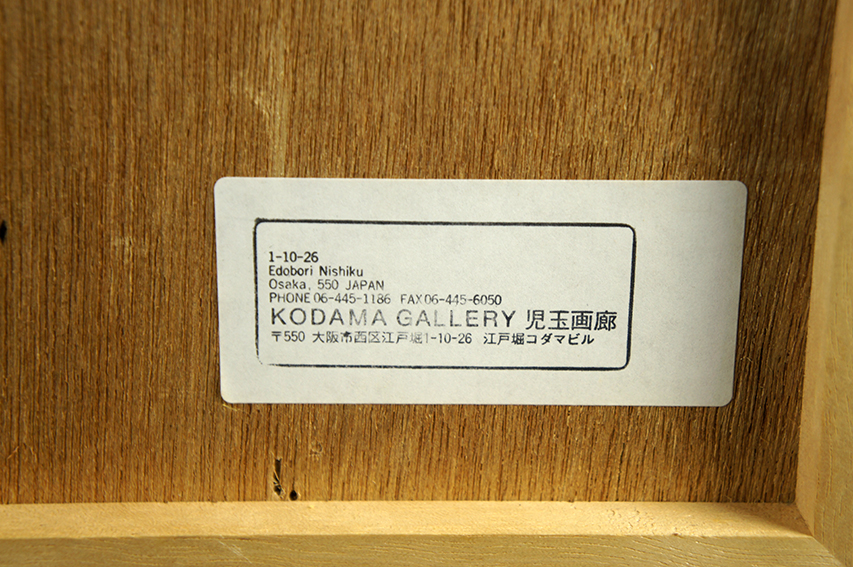 1-10-26
Edobori Nishiku
Osaka, 550 JAPAN
PHONE 06-445-1186 FAX 06-445-6050
KODAMA GALLERY 児玉画廊
〒550 大阪市西区江戸堀1-10-26 江戸堀コダマビル